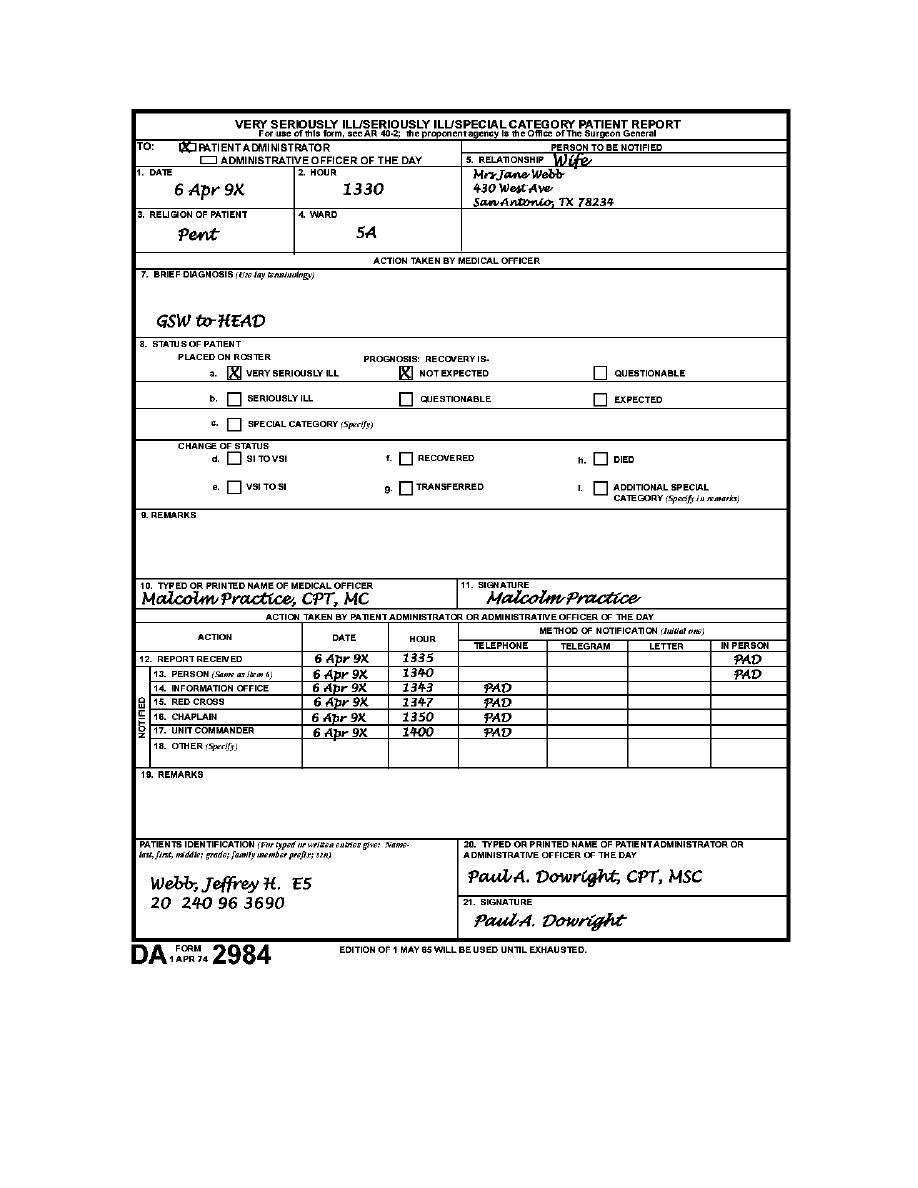 VERY SERIOUSLY ILL/SERIOUSLY ILL/SPECIAL CATEGORY PATIENT REPORT
For use of this form, see AR 40-2; the proponent agency is the Office of The Surgeon General
TO: X PATIENT ADMINISTRATOR
ADMINISTRATIVE OFFICER OF THE DAY
PERSON TO BE NOTIFIED
5. RELATIONSHIP Wife
Mrs Jane Webb
430 West Ave
San Antonio, TX 78234
1. DATE
6 Apr 9X
2. HOUR
1330
3. RELIGION OF PATIENT
Pent
4. WARD
5A
ACTION TAKEN BY MEDICAL OFFICER
7. BRIEF DIAGNOSIS (Use lay terminology)
GSW to HEAD
8. STATUS OF PATIENT
PLACED ON ROSTER PROGNOSIS: RECOVERY IS-
a. X VERY SERIOUSLY ILL X NOT EXPECTED QUESTIONABLE
b. SERIOUSLY ILL QUESTIONABLE EXPECTED
c. SPECIAL CATEGORY (Specify)
CHANGE OF STATUS
d. SI TO VSI f. RECOVERED h. DIED
e. VSI TO SI g. TRANSFERRED i. ADDITIONAL SPECIAL
CATEGORY (Specify in remarks)
9. REMARKS
10. TYPED OR PRINTED NAME OF MEDICAL OFFICER
Malcolm Practice, CPT, MC
11. SIGNATURE
Malcolm Practice
ACTION TAKEN BY PATIENT ADMINISTRATOR OR ADMINISTRATIVE OFFICER OF THE DAY
ACTION DATE HOUR METHOD OF NOTIFICATION (Initial one)
TELEPHONE TELEGRAM LETTER IN PERSON
12. REPORT RECEIVED 6 Apr 9X 1335 PAD
NOTIFIED
13. PERSON (Same as item 6) 6 Apr 9X 1340 PAD
14. INFORMATION OFFICE 6 Apr 9X 1343 PAD
15. RED CROSS 6 Apr 9X 1347 PAD
16. CHAPLAIN 6 Apr 9X 1350 PAD
17. UNIT COMMANDER 6 Apr 9X 1400 PAD
18. OTHER (Specify)
19. REMARKS
PATIENTS IDENTIFICATION (For typed or written entries give: Name-
last, first, middle; grade; family member prefix; ssn)
Webb, Jeffrey H. E5
20 240 96 3690
20. TYPED OR PRINTED NAME OF PATIENT ADMINISTRATOR OR
ADMINISTRATIVE OFFICER OF THE DAY
Paul A. Dowright, CPT, MSC
21. SIGNATURE
Paul A. Dowright
DA FORM 1 APR 74 2984
EDITION OF 1 MAY 65 WILL BE USED UNTIL EXHAUSTED.